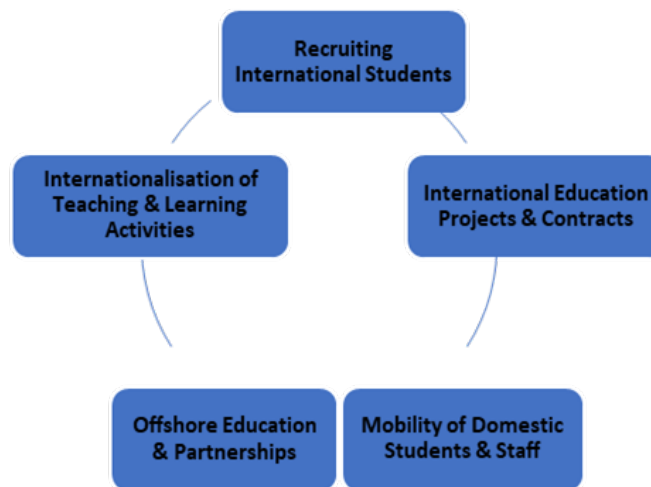 Recruiting
International Students
Internationalisation of
Teaching & Learning
Activities
International Education
Projects & Contracts
Offshore Education
& Partnerships
Mobility of Domestic
Students & Staff